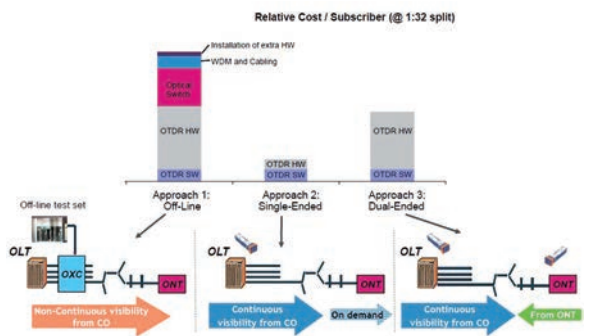 Relative Cost / Subscriber (@ 1:32 split)
Installation of extra HW
WDM and Cabling
Optical
Switch
OTDR HW
OTDR SW
OTDR HW
OTDR SW
OTDR HW
OTDR SW
Approach 1:
Off-Line
Approach 2:
Single-Ended
Approach 3:
Dual-Ended
Off-line test set
OLT
OXC
ONT
Non-Continuous visibility
from CO
OLT
ONT
Continuous
visibility from CO
On demand
OLT
ONT
Continuous
visibility from CO
From ONT